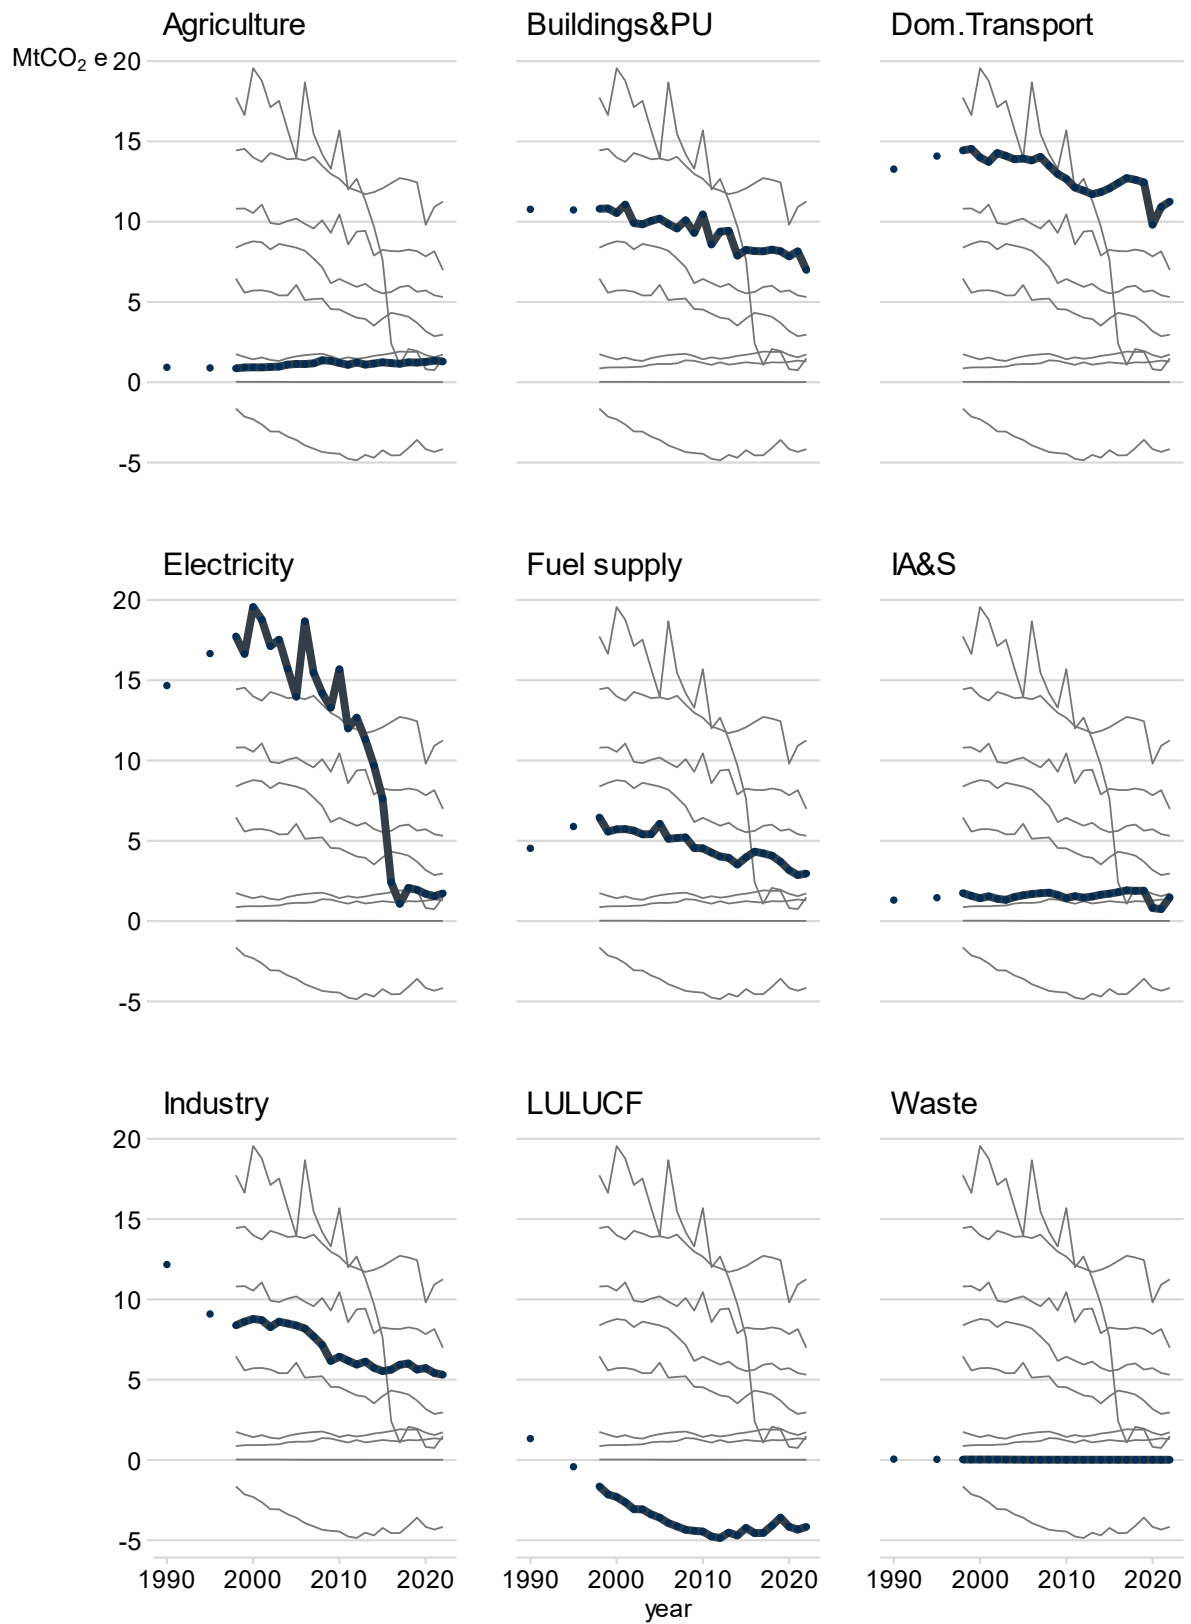 Agriculture Buildings&PU Dom.Transport
MtCO₂ e 20
15
10
5
0
-5
Electricity Fuel supply IA&S
20
15
10
5
0
-5
Industry LULUCF Waste
20
15
10
5
0
-5
1990 2000 2010 2020 1990 2000 2010 2020 1990 2000 2010 2020
year